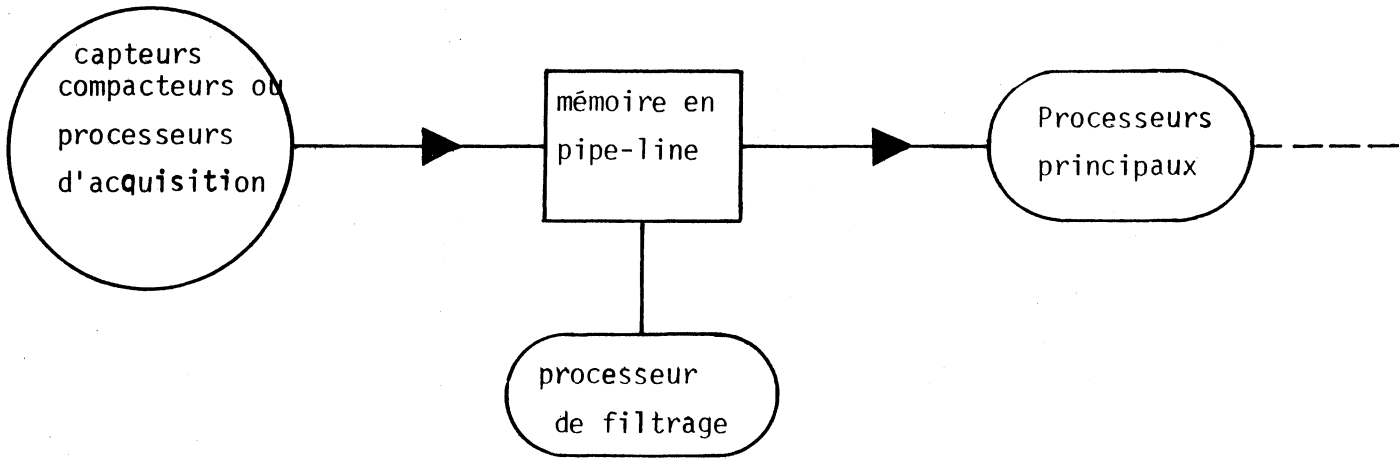 capteurs
compacteurs ou
processeurs
d'acquisition
mémoire en
pipe-line
Processeurs
principaux
processeur
de filtrage